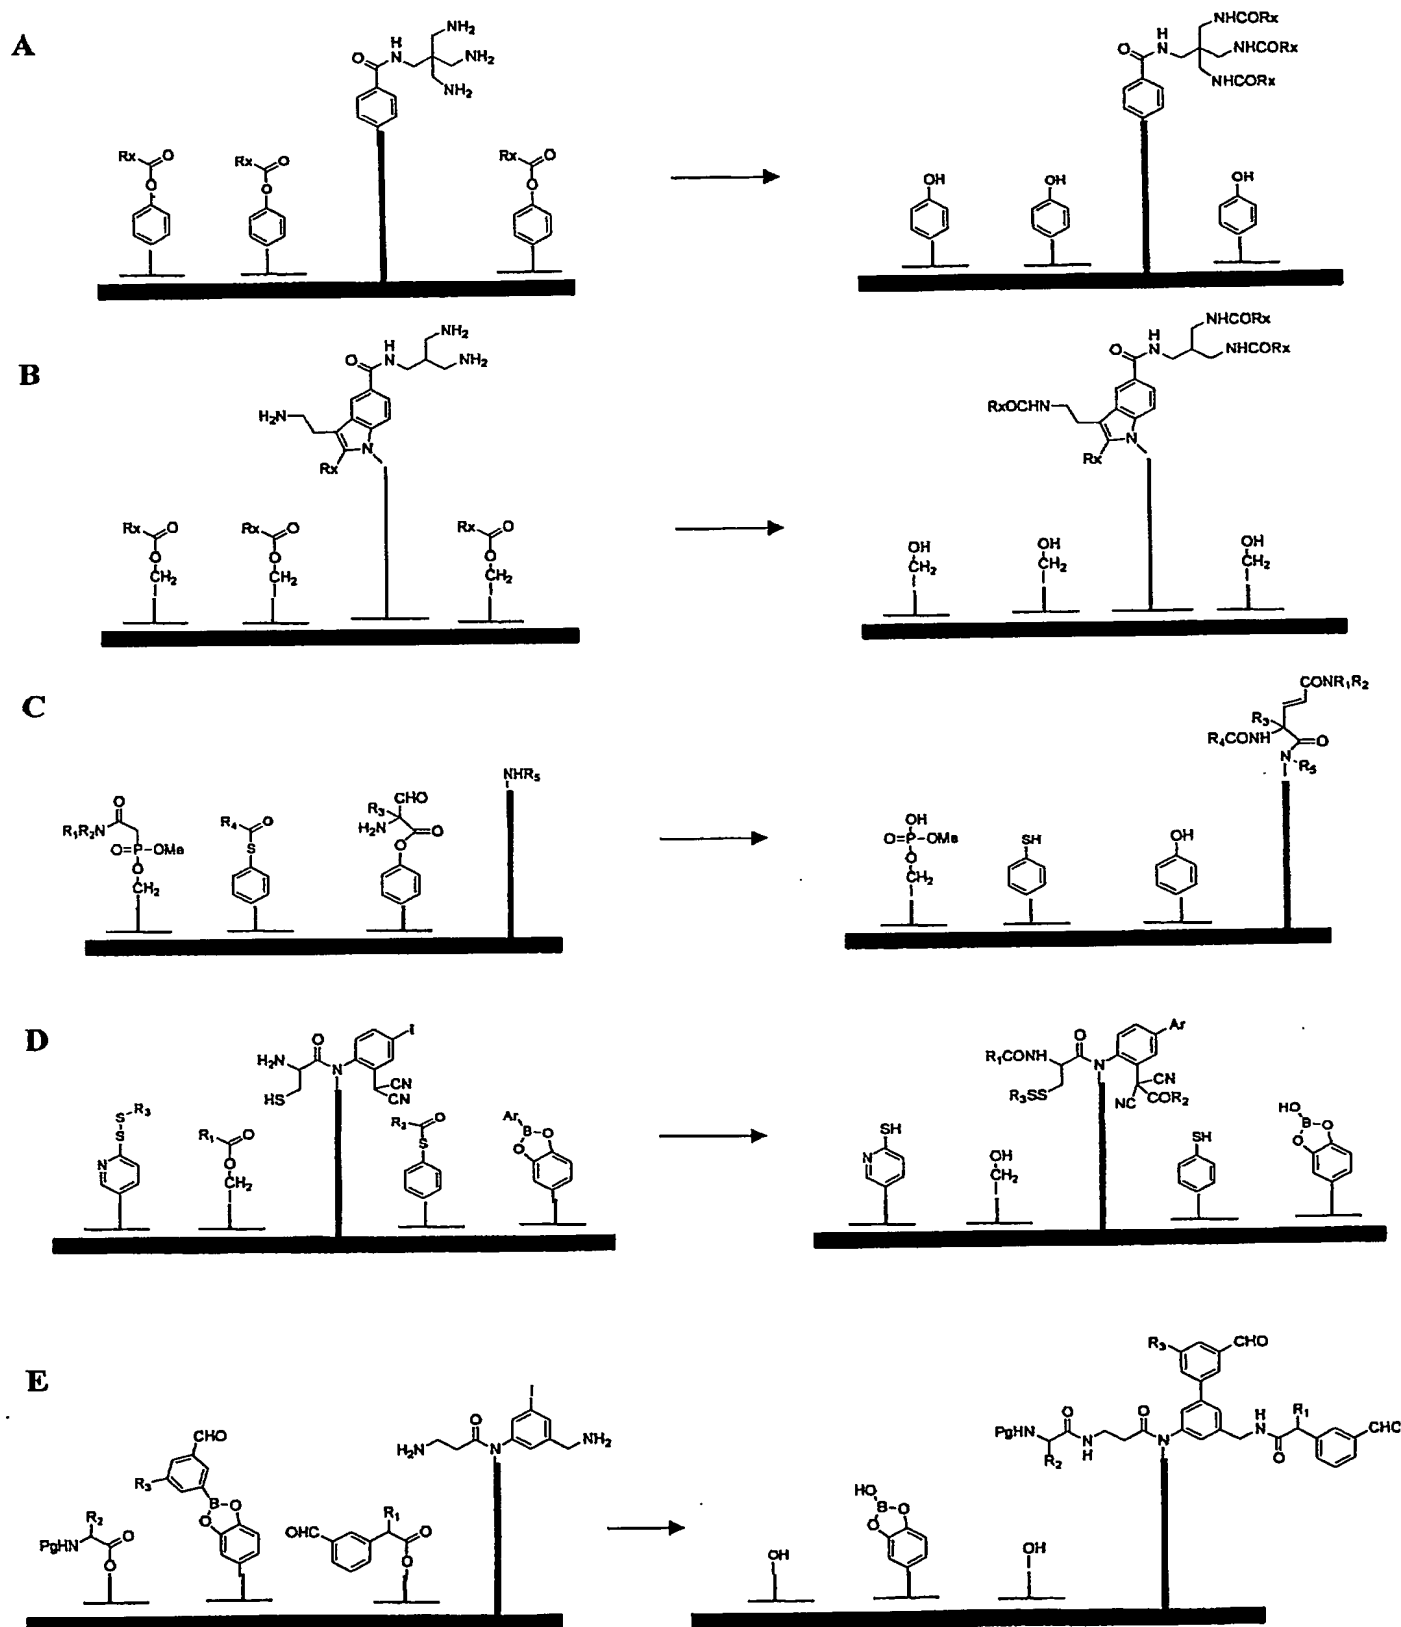 A
NH₂
H
O N NH₂
NH₂
Rx O
O
Rx O
O
Rx O
O
NHCORx
H
O N NHCORx
NHCORx
OH
OH
OH
B
NH₂
H
O N NH₂
H₂N
N
Rx
Rx O
O
CH₂
Rx O
O
CH₂
Rx O
O
CH₂
NHCORx
H
O N NHCORx
RxOCHN
N
Rx
OH
CH₂
OH
CH₂
OH
CH₂
C
O
R₁R₂N
O=P-OMe
O
CH₂
R₄ O
S
CHO
R₃
H₂N O
O
NHR₅
CONR₁R₂
R₃
R₄CONH O
N
R₅
OH
O=P-OMe
O
CH₂
SH
OH
D
O I
H₂N N
HS CN
CN
S-R₃
S
N
R₁ O
O
CH₂
R₂ O
S
Ar B-O
O
O Ar
R₁CONH N
R₃SS CN
NC COR₂
SH
N
OH
CH₂
SH
HO B-O
O
E
CHO
R₃
B-O
O
R₂
PgHN O
O
OHC R₁
O
O
I
O
H₂N N NH₂
R₃ CHO
O O H R₁
PgHN N N N CHO
R₂ H O
HO B-O
O
OH
OH